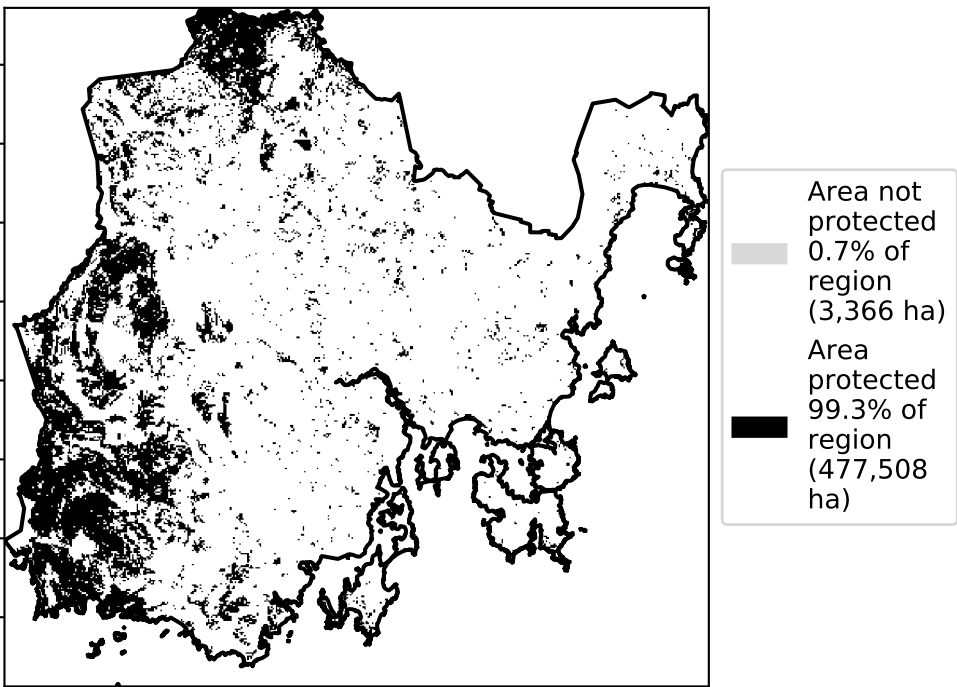 Area not
protected
0.7% of
region
(3,366 ha)
Area
protected
99.3% of
region
(477,508
ha)